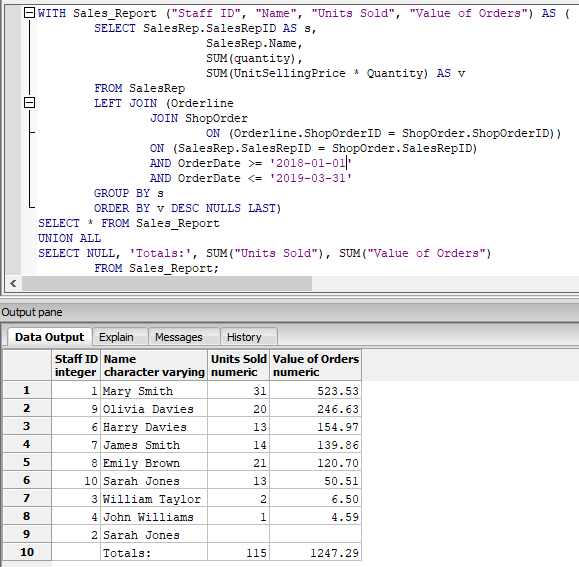 WITH Sales_Report ("Staff ID", "Name", "Units Sold", "Value of Orders") AS (
SELECT SalesRep.SalesRepID AS s,
SalesRep.Name,
SUM(quantity),
SUM(UnitSellingPrice * Quantity) AS v
FROM SalesRep
LEFT JOIN (Orderline
JOIN ShopOrder
ON (Orderline.ShopOrderID = ShopOrder.ShopOrderID))
ON (SalesRep.SalesRepID = ShopOrder.SalesRepID)
AND OrderDate >= '2018-01-01'
AND OrderDate <= '2019-03-31'
GROUP BY s
ORDER BY v DESC NULLS LAST)
SELECT * FROM Sales_Report
UNION ALL
SELECT NULL, 'Totals:', SUM("Units Sold"), SUM("Value of Orders")
FROM Sales_Report;
Output pane
Data Output Explain Messages History
Staff ID Name Units Sold Value of Orders
integer character varying numeric numeric
1 1 Mary Smith 31 523.53
2 9 Olivia Davies 20 246.63
3 6 Harry Davies 13 154.97
4 7 James Smith 14 139.86
5 8 Emily Brown 21 120.70
6 10 Sarah Jones 13 50.51
7 3 William Taylor 2 6.50
8 4 John Williams 1 4.59
9 2 Sarah Jones
10 Totals: 115 1247.29